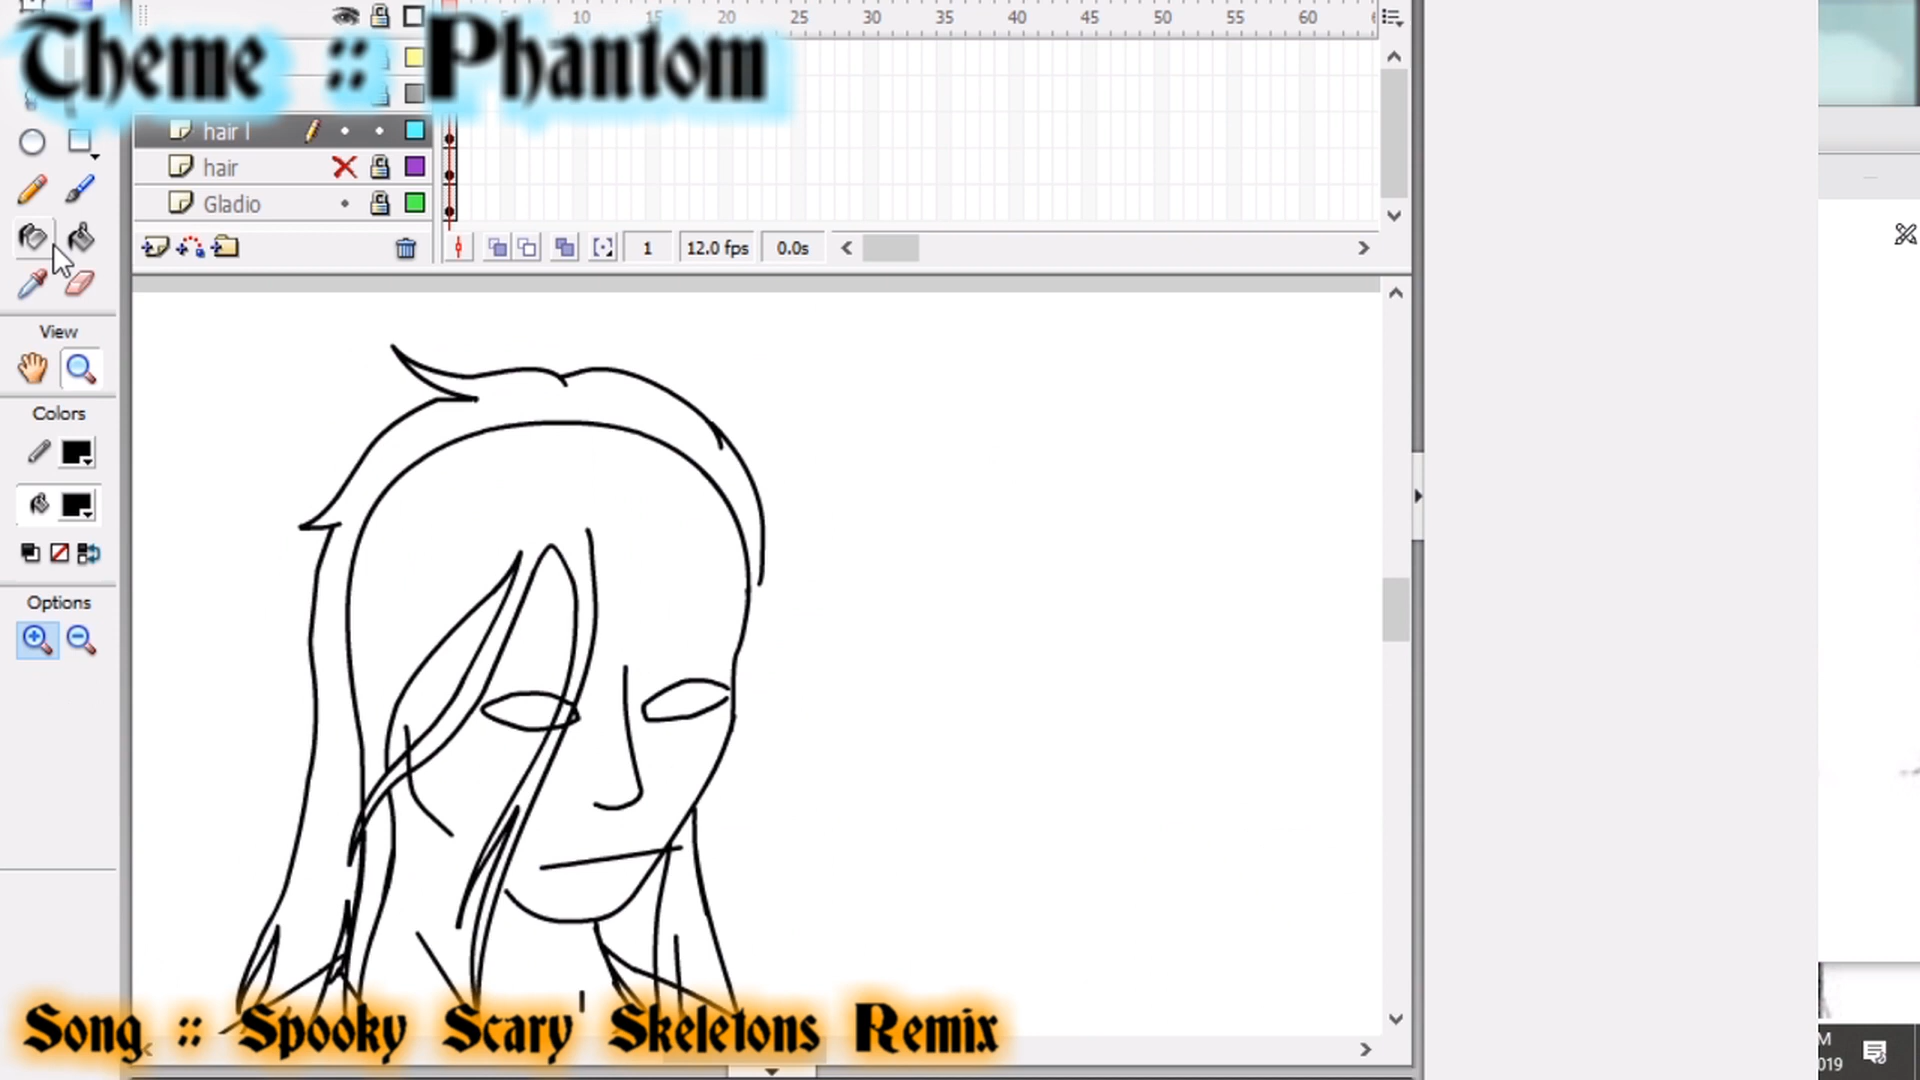 Theme :: Phantom
10 15 20 25 30 35 40 45 50 55 60
hair l
hair
Gladio
1 12.0 fps 0.0s
View
Colors
Options
Song :: Spooky Scary Skeletons Remix
M
019